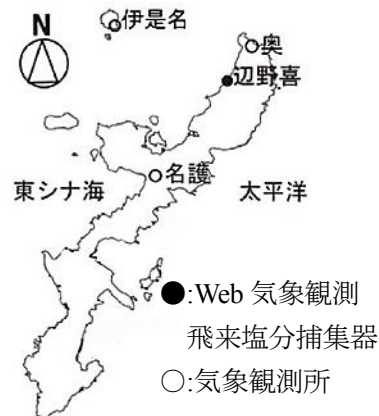 N
伊是名
奥
辺野喜
名護
東シナ海
太平洋
●:Web 気象観測
飛来塩分捕集器
○:気象観測所